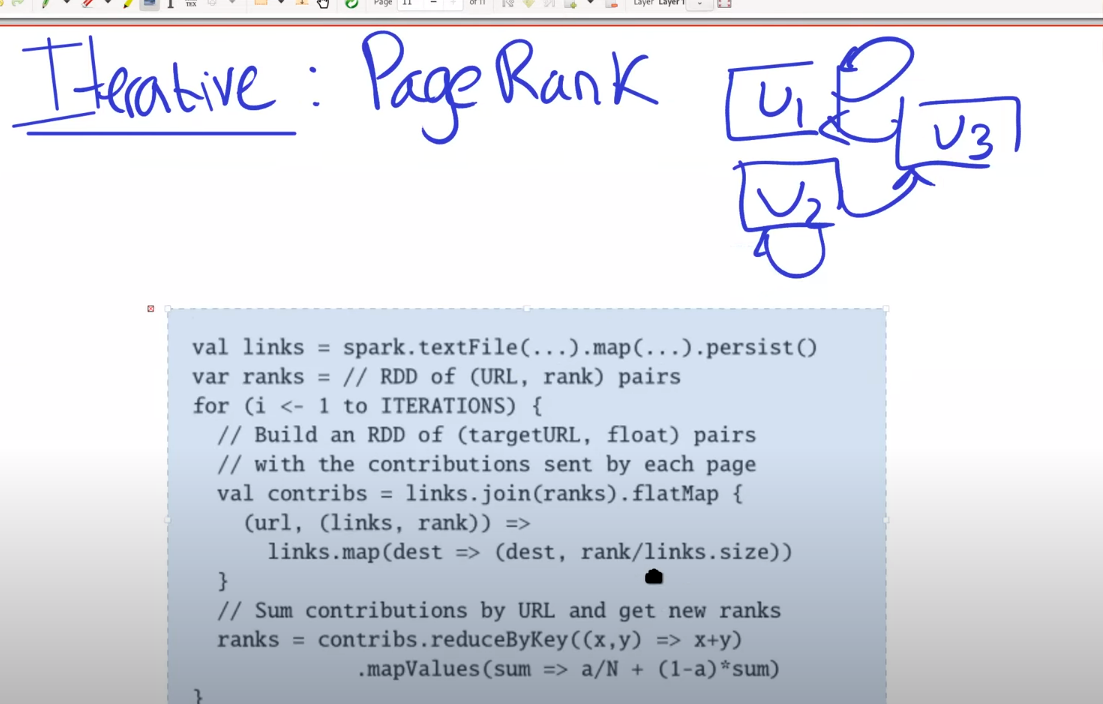 Page 11 of 11 Layer Layer 1
Iterative : PageRank
U1
U3
U2
val links = spark.textFile(...).map(...).persist()
var ranks = // RDD of (URL, rank) pairs
for (i <- 1 to ITERATIONS) {
// Build an RDD of (targetURL, float) pairs
// with the contributions sent by each page
val contribs = links.join(ranks).flatMap {
(url, (links, rank)) =>
links.map(dest => (dest, rank/links.size))
}
// Sum contributions by URL and get new ranks
ranks = contribs.reduceByKey((x,y) => x+y)
.mapValues(sum => a/N + (1-a)*sum)
}